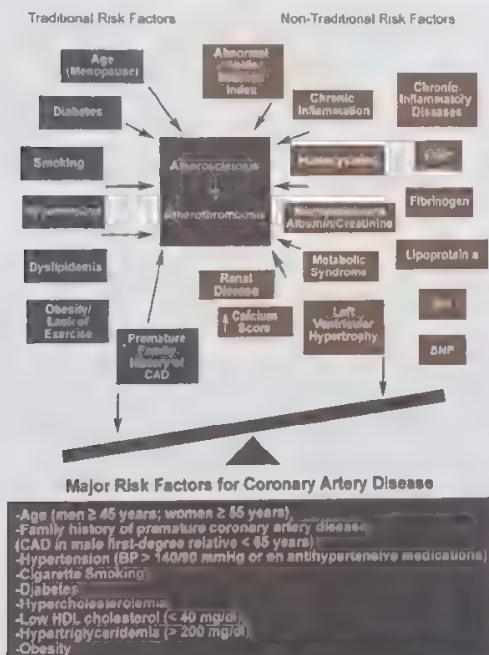 Traditional Risk Factors
Non-Traditional Risk Factors
Age
(Menopause)
Abnormal
Index
Diabetes
Chronic
Inflammation
Chronic
Inflammatory
Diseases
Smoking
Atherosclerosis
Atherothrombosis
Fibrinogen
Albumin/Creatinine
Dyslipidemia
Metabolic
Syndrome
Lipoprotein a
Renal
Disease
Obesity/
Lack of
Exercise
Calcium
Score
Left
Ventricular
Hypertrophy
Premature
History of
CAD
BNP
Major Risk Factors for Coronary Artery Disease
-Age (men ≥ 45 years; women ≥ 55 years)
-Family history of premature coronary artery disease
(CAD in male first-degree relative < years)
-Hypertension (BP > 140/90 mmHg or on antihypertensive medications)
-Cigarette Smoking
-Diabetes
-Hypercholesterolemia
-Low HDL cholesterol (< 40 mg/dl)
-Hypertriglyceridemia (> 200 mg/dl)
-Obesity